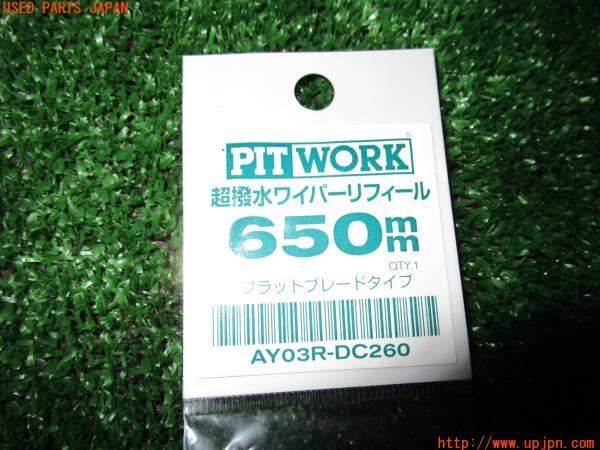 USED PARTS JAPAN
PIT WORK
超撥水ワイパーリフィール
650mm
QTY.1
フラットブレードタイプ
AY03R-DC260
http://www.upjpn.com/